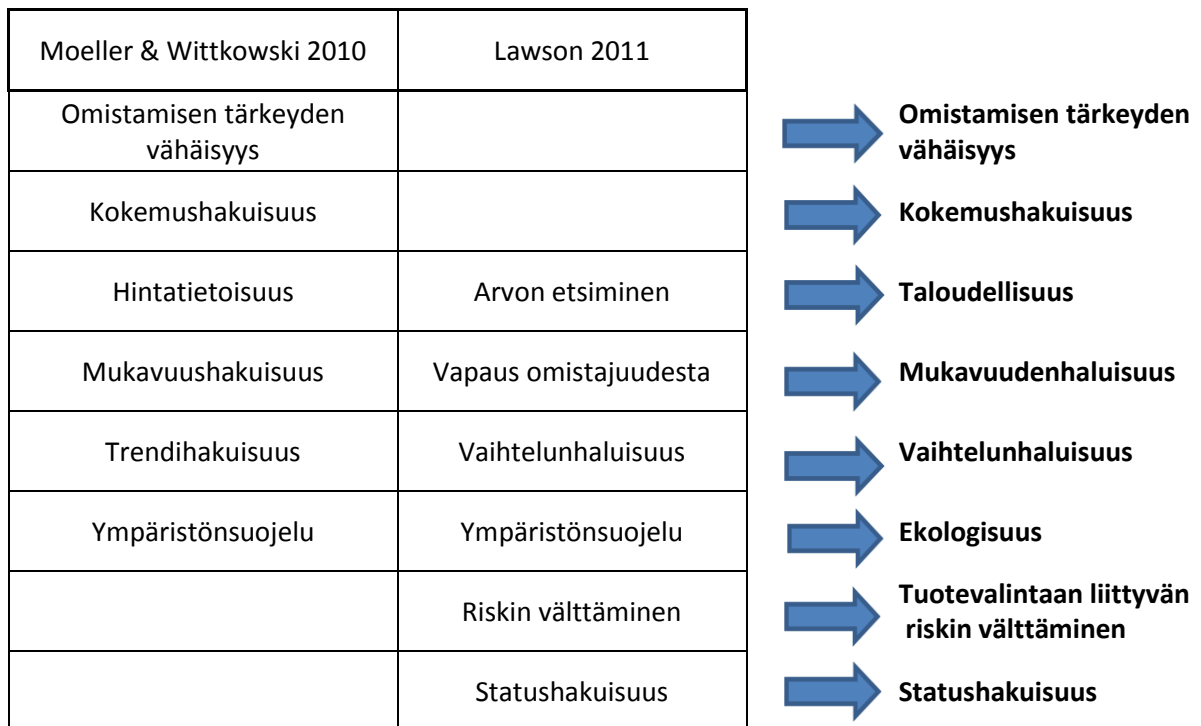 Moeller & Wittkowski 2010
Lawson 2011
Omistamisen tärkeyden
vähäisyys
Omistamisen tärkeyden
vähäisyys
Kokemushakuisuus
Kokemushakuisuus
Hintatietoisuus
Arvon etsiminen
Taloudellisuus
Mukavuushakuisuus
Vapaus omistajuudesta
Mukavuudenhaluisuus
Trendihakuisuus
Vaihtelunhaluisuus
Vaihtelunhaluisuus
Ympäristönsuojelu
Ympäristönsuojelu
Ekologisuus
Riskin välttäminen
Tuotevalintaan liittyvän
riskin välttäminen
Statushakuisuus
Statushakuisuus